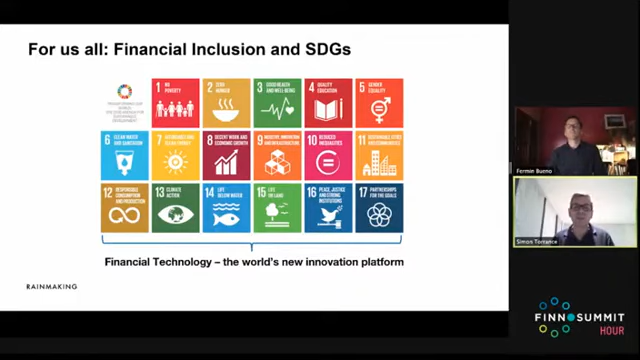 For us all: Financial Inclusion and SDGs
1 NO POVERTY
2 ZERO HUNGER
3 GOOD HEALTH AND WELL-BEING
4 QUALITY EDUCATION
5 GENDER EQUALITY
6 CLEAN WATER AND SANITATION
7
8 DECENT WORK AND ECONOMIC GROWTH
9 INDUSTRY, INNOVATION AND INFRASTRUCTURE
10 REDUCED INEQUALITIES
11 SUSTAINABLE CITIES AND COMMUNITIES
12 RESPONSIBLE CONSUMPTION AND PRODUCTION
13 CLIMATE ACTION
14 LIFE BELOW WATER
15 LIFE ON LAND
16 PEACE, JUSTICE AND STRONG INSTITUTIONS
17 PARTNERSHIPS FOR THE GOALS
Financial Technology – the world's new innovation platform
RAINMAKING
Fermin Bueno
Simon Torrance
FINNOSUMMIT
HOUR